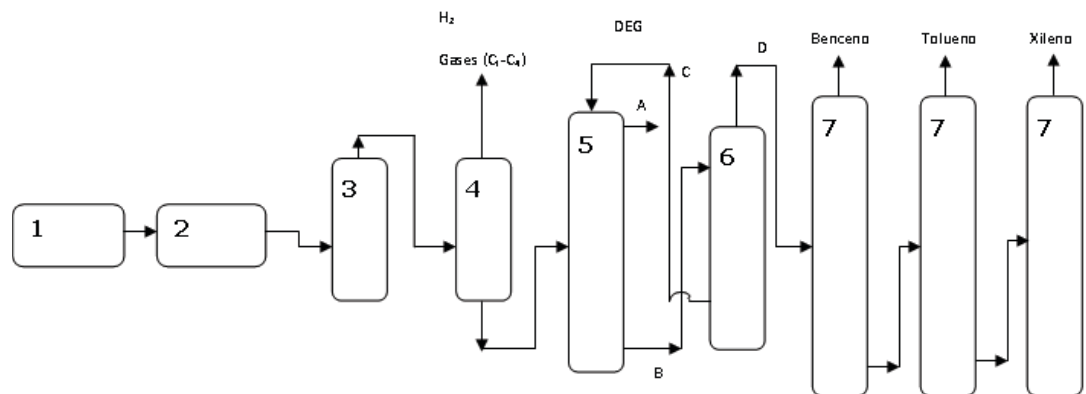 H₂
Gases (C₁-C₄)
DEG
C
A
D
Benceno
Tolueno
Xileno
1
2
3
4
5
6
7
7
7
B